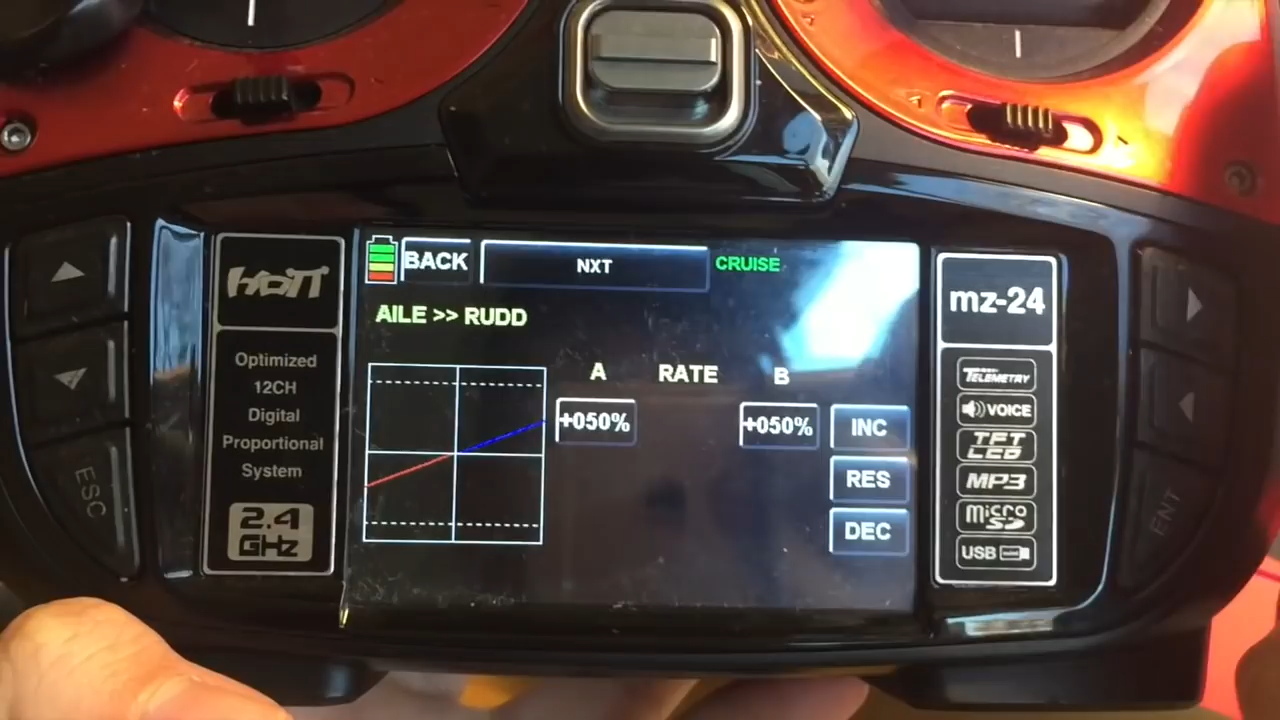 HoTT
Optimized
12CH
Digital
Proportional
System
2.4
GHz
ESC
BACK
NXT
CRUISE
AILE >> RUDD
A RATE B
+050% +050%
INC
RES
DEC
mz-24
TELEMETRY
VOICE
TFT
LCD
MP3
micro
SD
USB
ENT